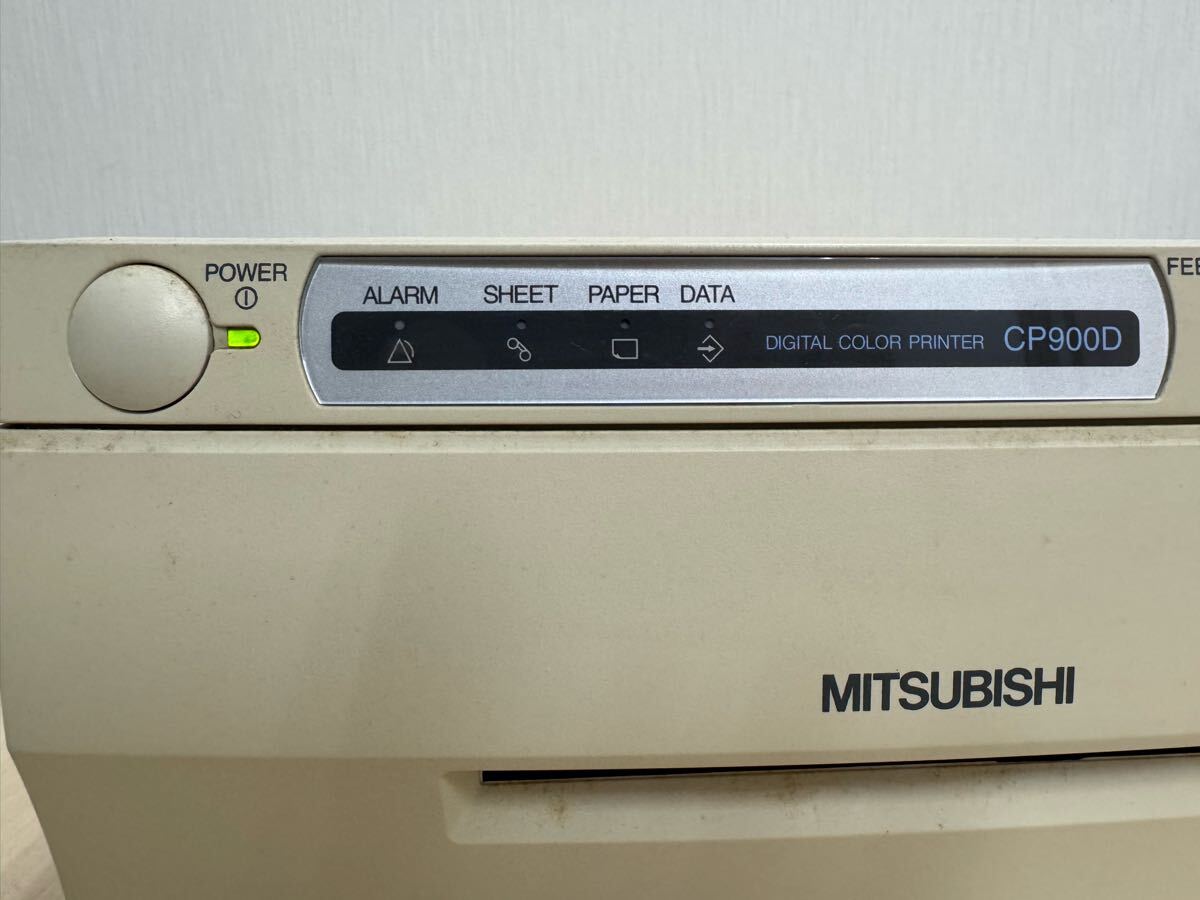 POWER
ALARM SHEET PAPER DATA
DIGITAL COLOR PRINTER CP900D
MITSUBISHI